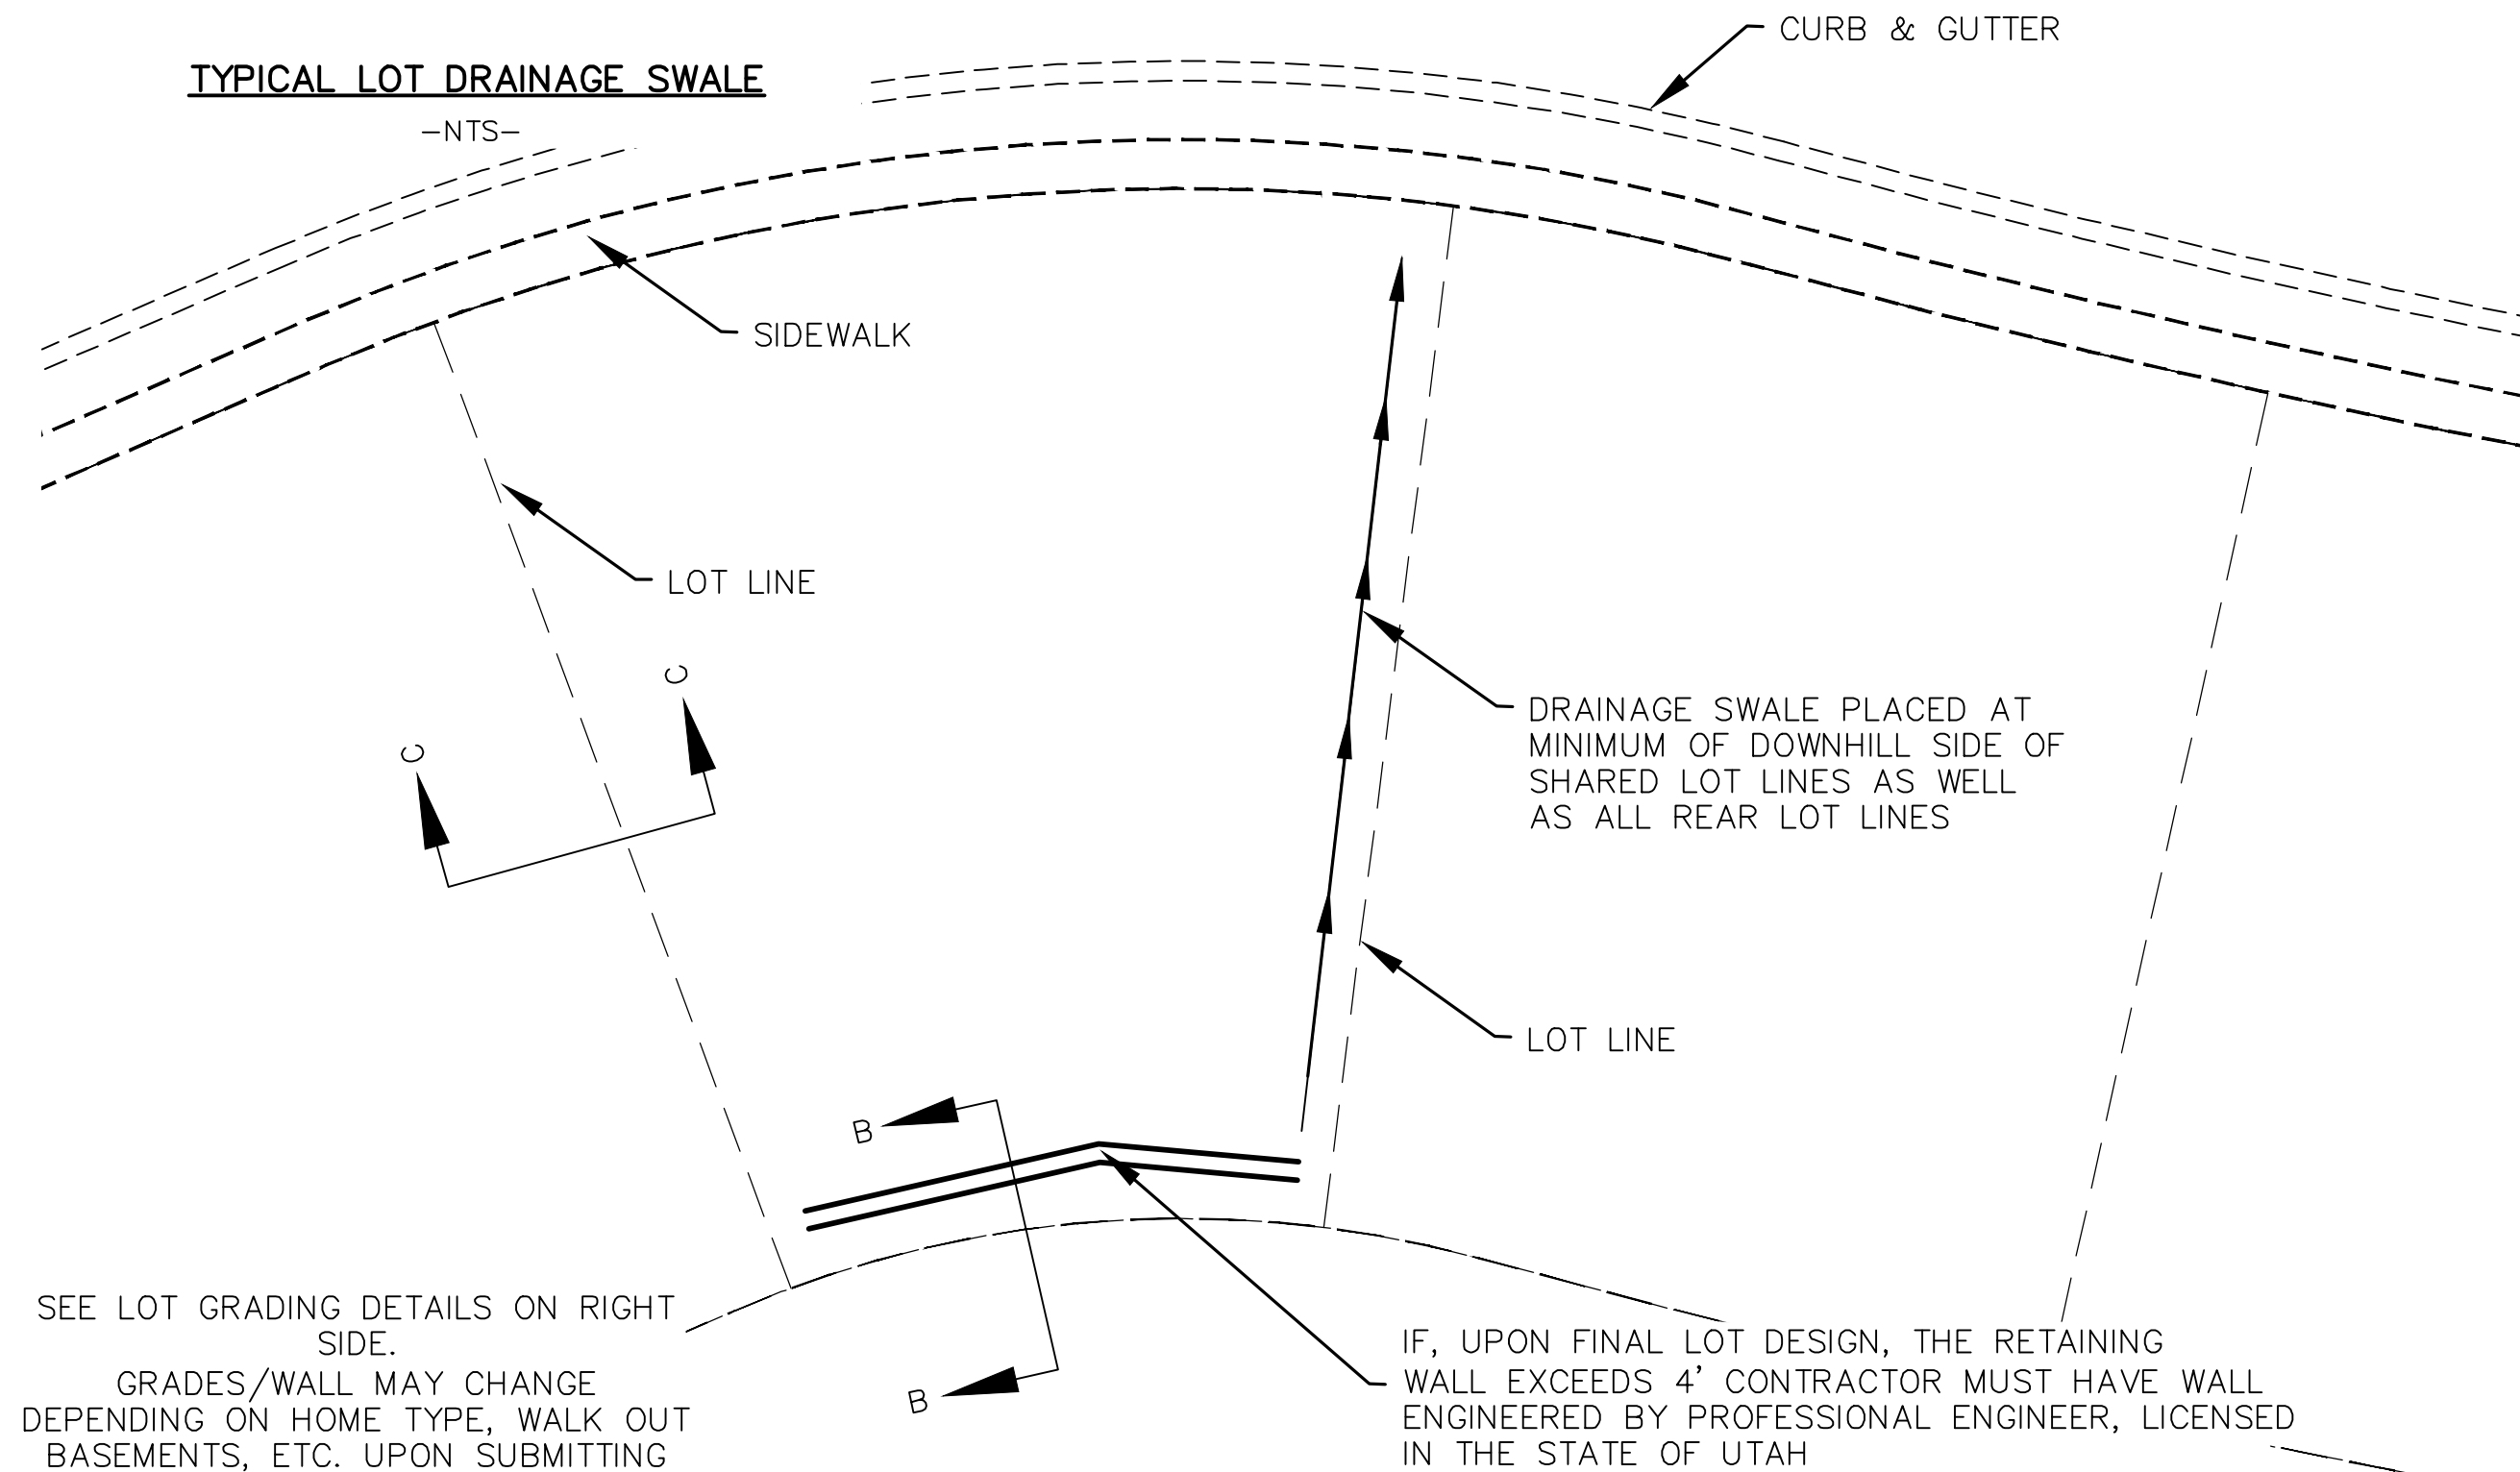 TYPICAL LOT DRAINAGE SWALE
-NTS-
CURB & GUTTER
SIDEWALK
LOT LINE
C
C
DRAINAGE SWALE PLACED AT
MINIMUM OF DOWNHILL SIDE OF
SHARED LOT LINES AS WELL
AS ALL REAR LOT LINES
LOT LINE
B
B
SEE LOT GRADING DETAILS ON RIGHT
SIDE.
GRADES/WALL MAY CHANGE
DEPENDING ON HOME TYPE, WALK OUT
BASEMENTS, ETC. UPON SUBMITTING
IF, UPON FINAL LOT DESIGN, THE RETAINING
WALL EXCEEDS 4' CONTRACTOR MUST HAVE WALL
ENGINEERED BY PROFESSIONAL ENGINEER, LICENSED
IN THE STATE OF UTAH